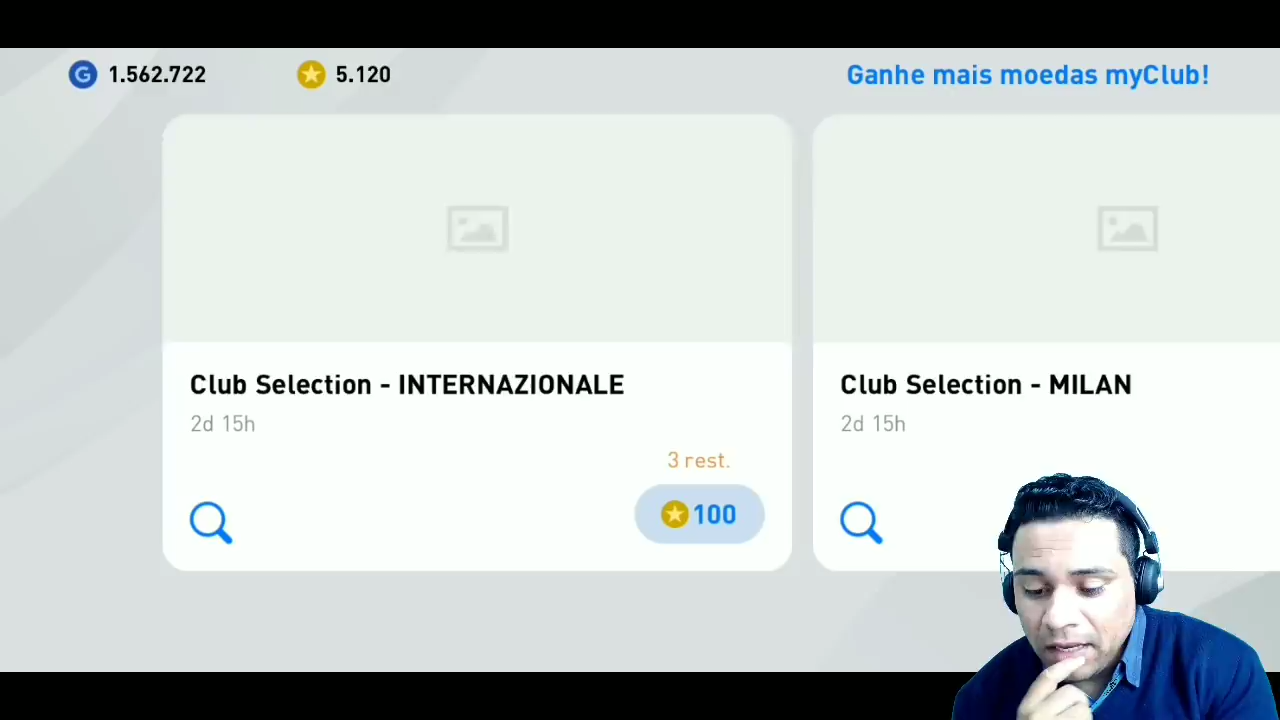 G 1.562.722
5.120
Ganhe mais moedas myClub!
Club Selection - INTERNAZIONALE
2d 15h
3 rest.
100
Club Selection - MILAN
2d 15h